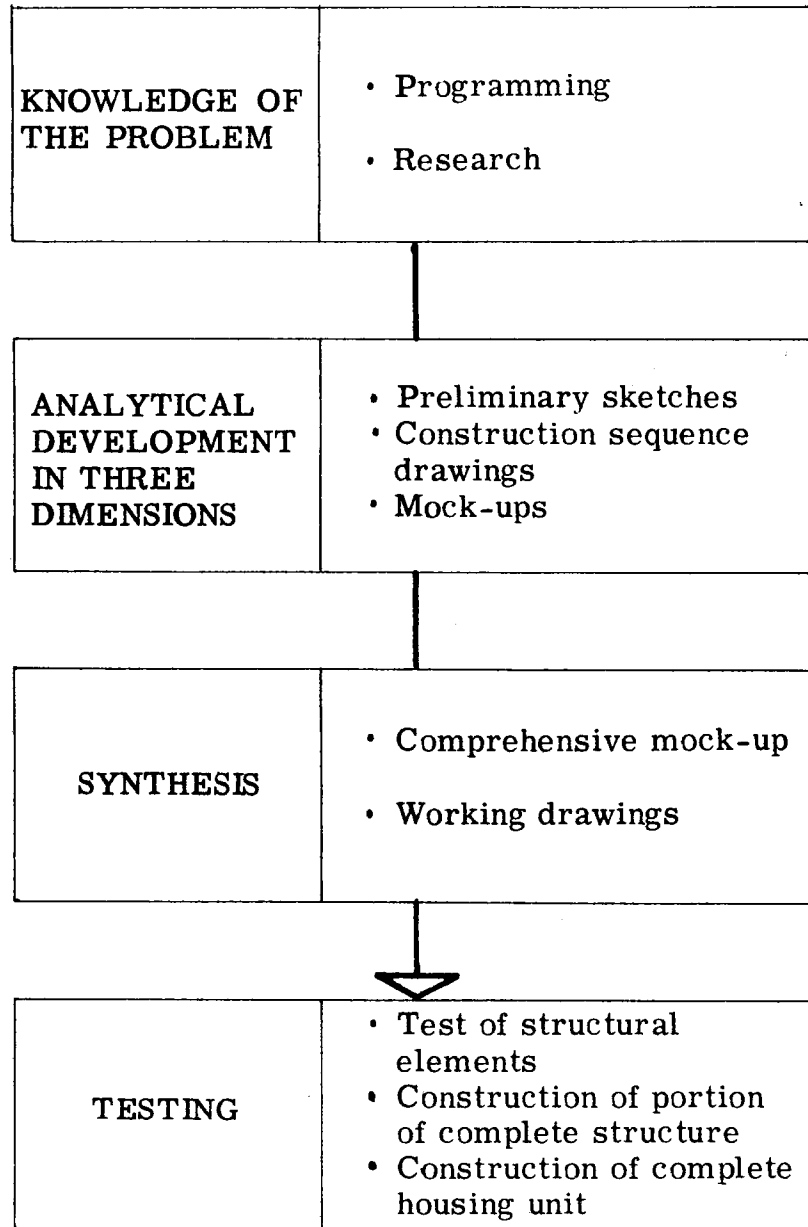 KNOWLEDGE OF
THE PROBLEM
• Programming
• Research
ANALYTICAL
DEVELOPMENT
IN THREE
DIMENSIONS
• Preliminary sketches
• Construction sequence
drawings
• Mock-ups
SYNTHESIS
• Comprehensive mock-up
• Working drawings
TESTING
• Test of structural
elements
• Construction of portion
of complete structure
• Construction of complete
housing unit